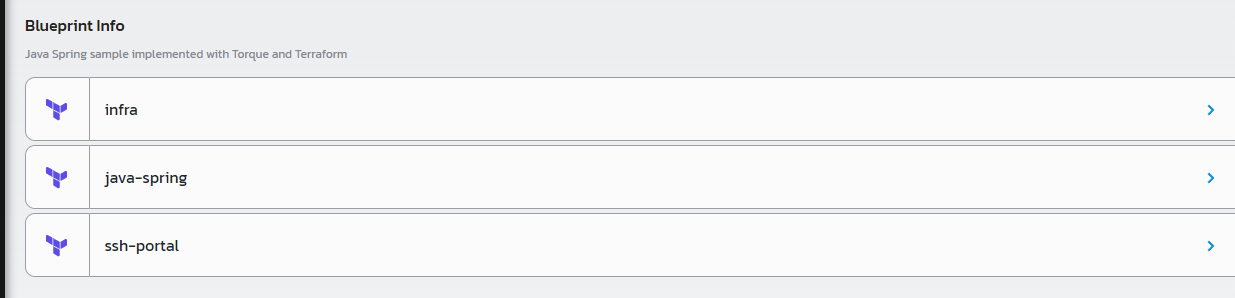 Blueprint Info
Java Spring sample implemented with Torque and Terraform
infra
java-spring
ssh-portal